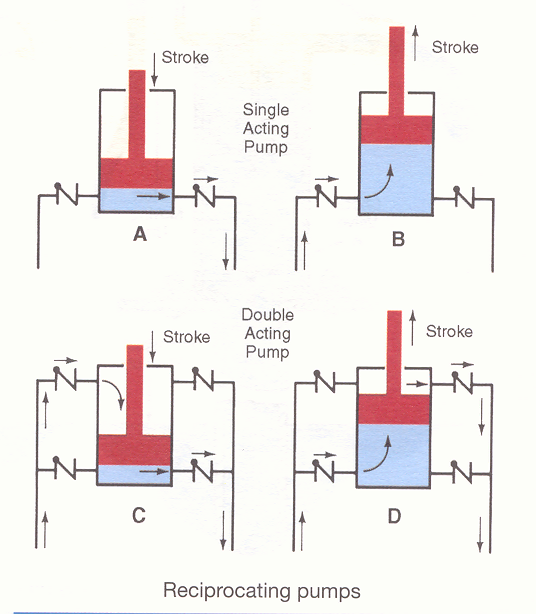 Stroke
Stroke
Single
Acting
Pump
A
B
Double
Acting
Pump
Stroke
Stroke
C
D
Reciprocating pumps